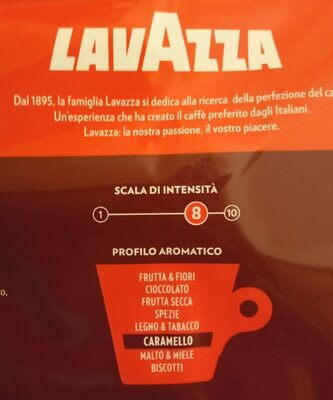 LAVAZZA
Dal 1895, la famiglia Lavazza si dedica alla ricerca della perfezione del
Un'esperienza che ha creato il caffè preferito dagli Italiani.
Lavazza: la nostra passione, il vostro piacere.
SCALA DI INTENSITÀ
1 8 10
PROFILO AROMATICO
FRUTTA & FIORI
CIOCCOLATO
FRUTTA SECCA
SPEZIE
LEGNO & TABACCO
CARAMELLO
MALTO & MIELE
BISCOTTI